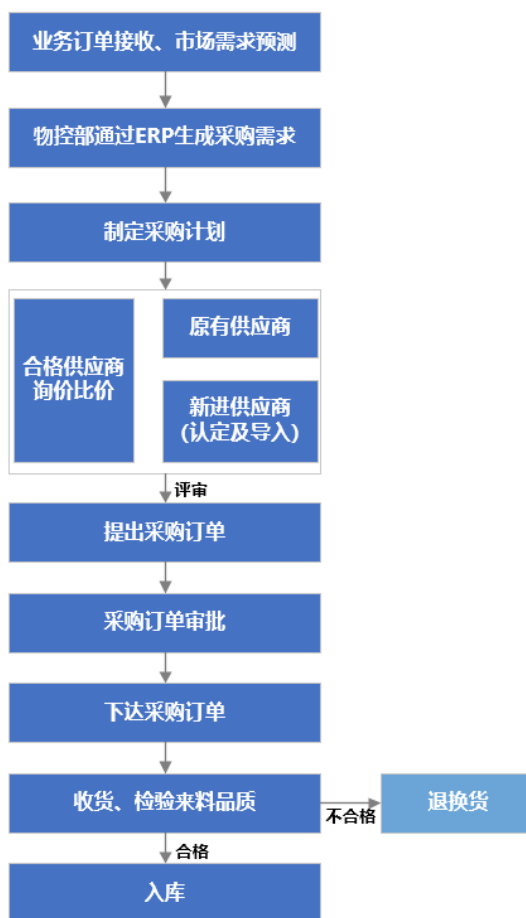 业务订单接收、市场需求预测
物控部通过ERP生成采购需求
制定采购计划
合格供应商
询价比价
原有供应商
新进供应商
(认定及导入)
评审
提出采购订单
采购订单审批
下达采购订单
收货、检验来料品质
不合格
退换货
合格
入库